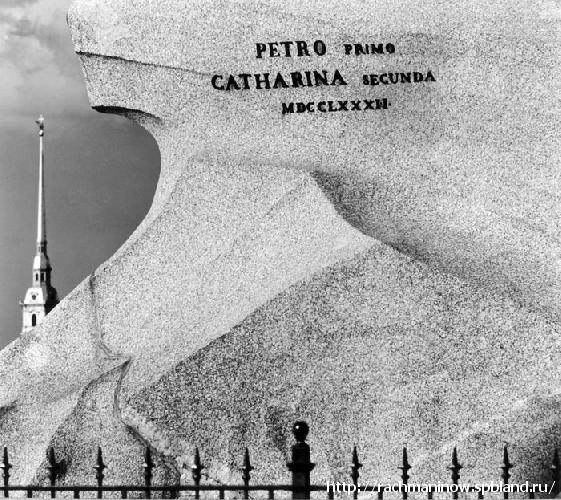 PETRO PRIMO
CATHARINA SECUNDA
MDCCLXXXII·
http://rachmaninow.spbland.ru/